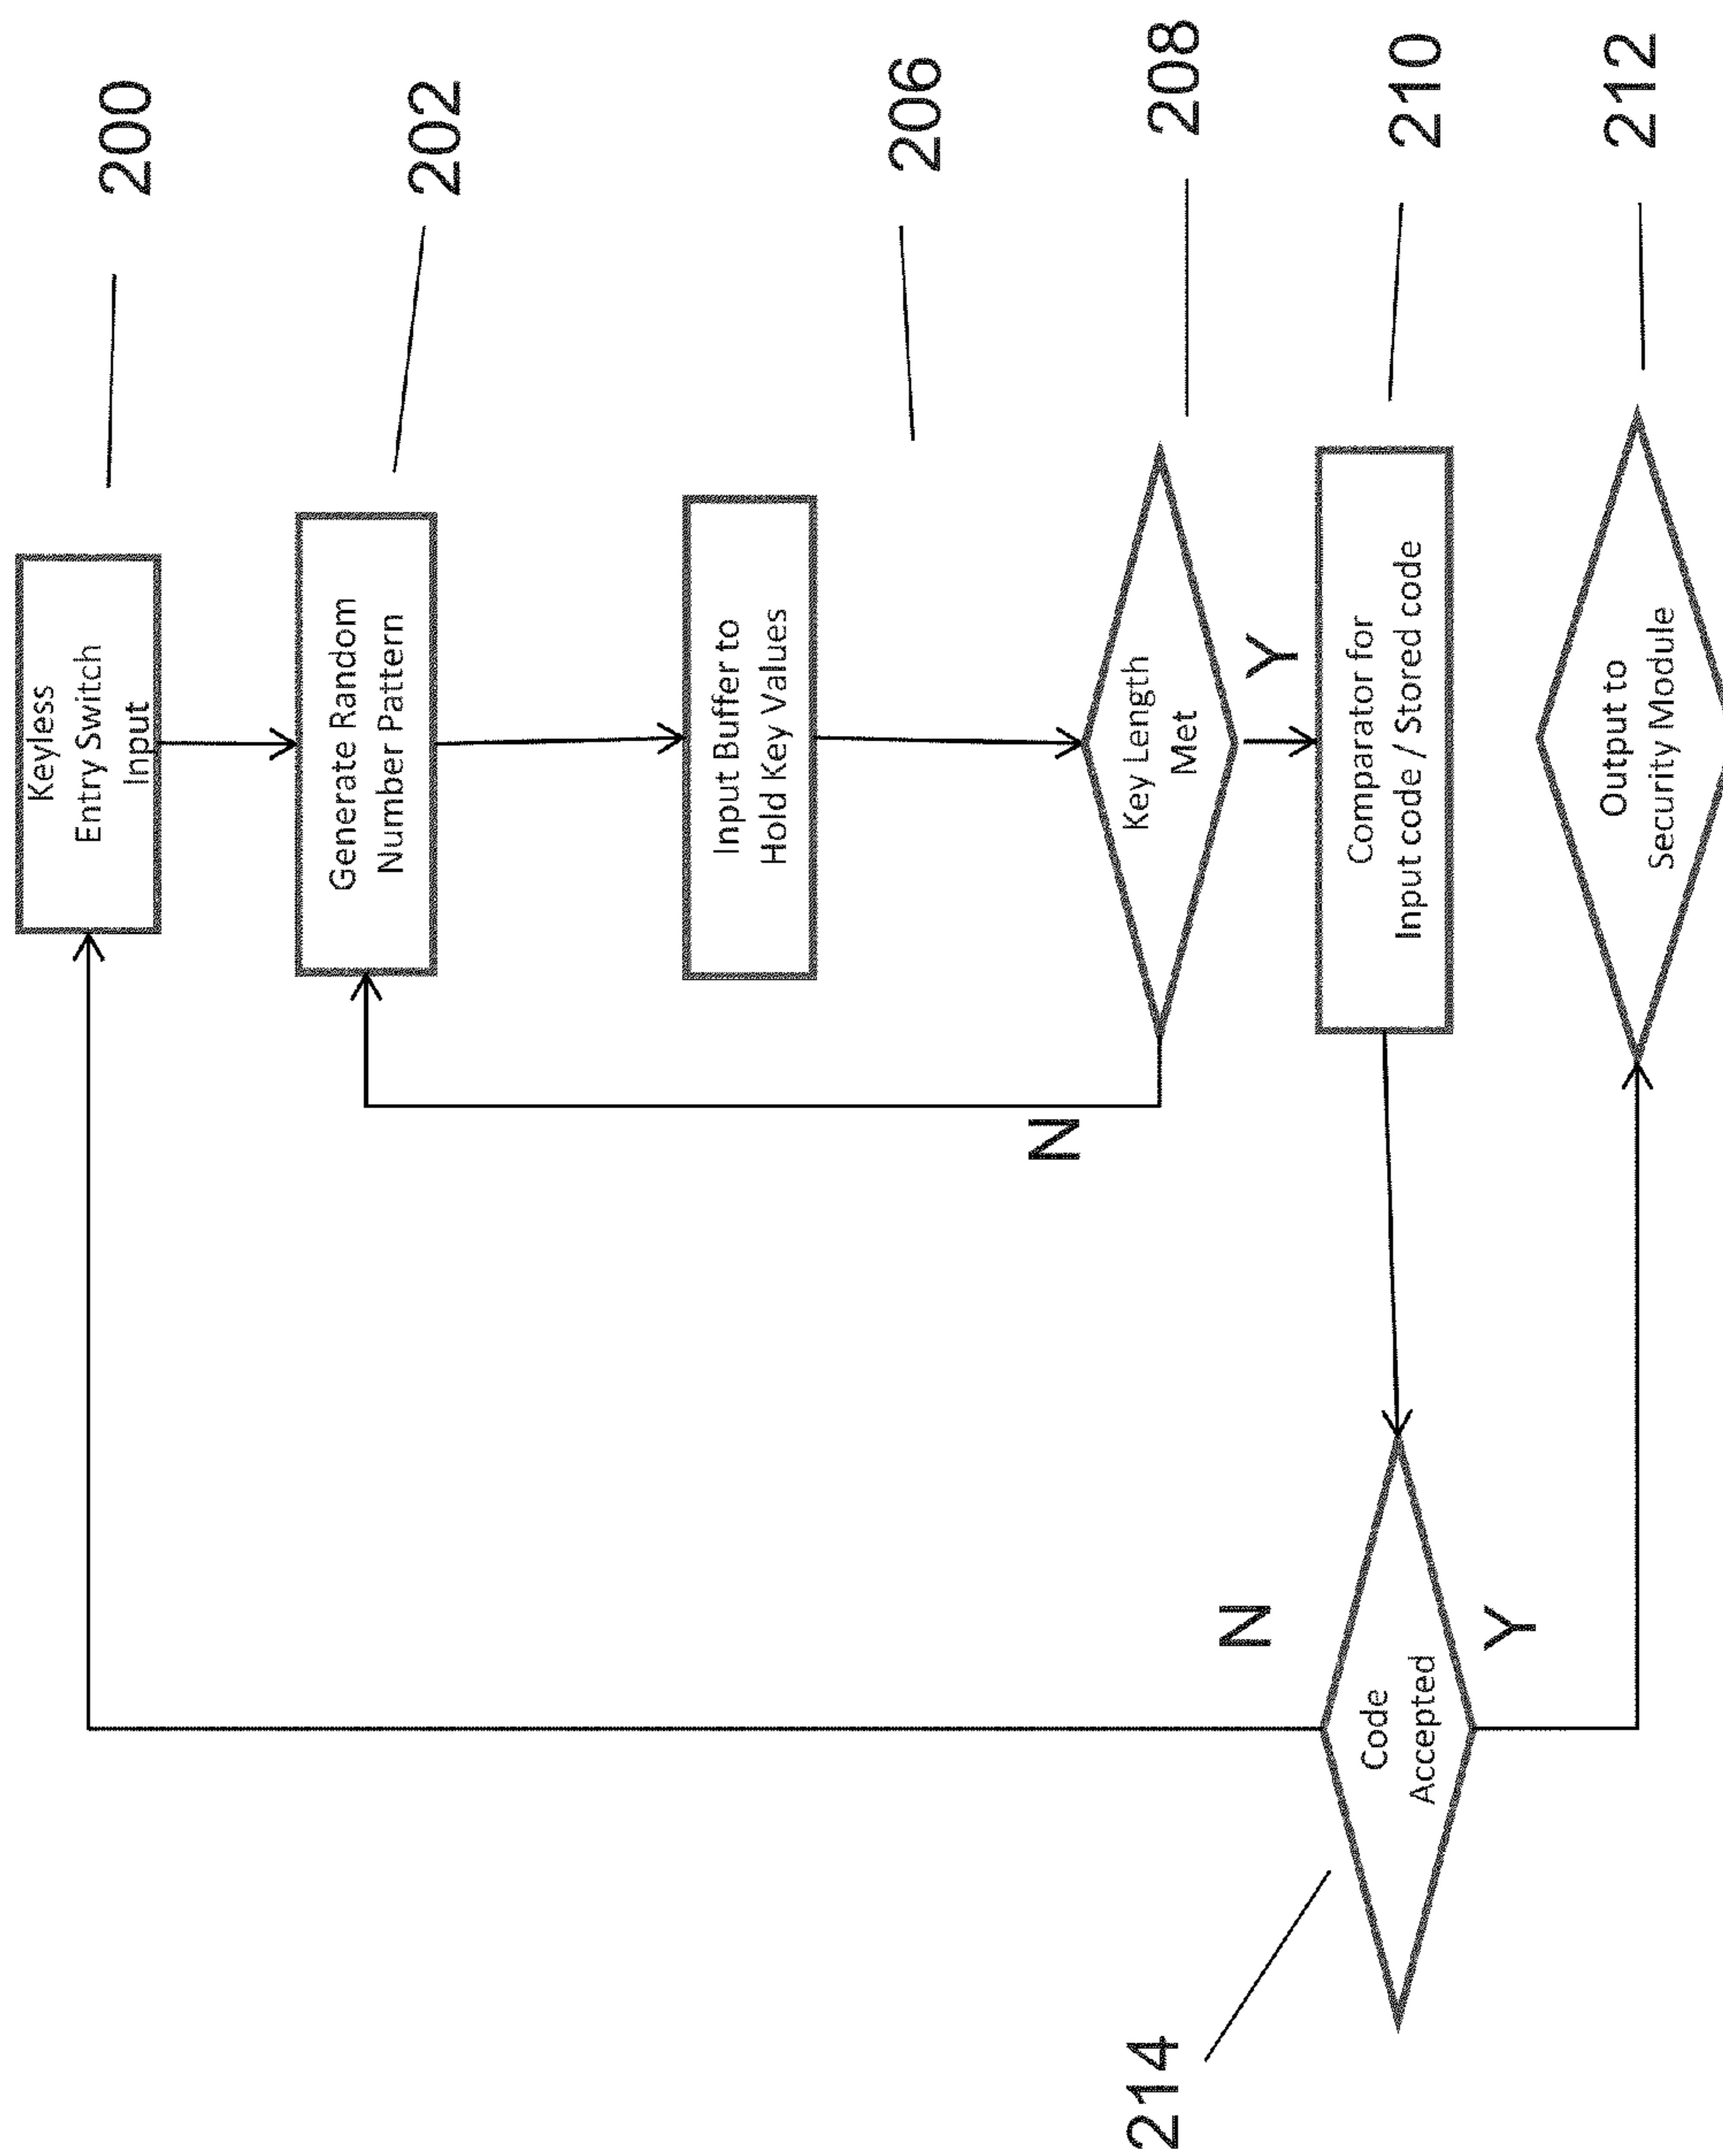 Keyless
Entry Switch
Input
200
Generate Random
Number Pattern
202
Input Buffer to
Hold Key Values
206
Key Length
Met
208
N
Y
Comparator for
Input code / Stored code
210
214
Code
Accepted
N
Y
Output to
Security Module
212